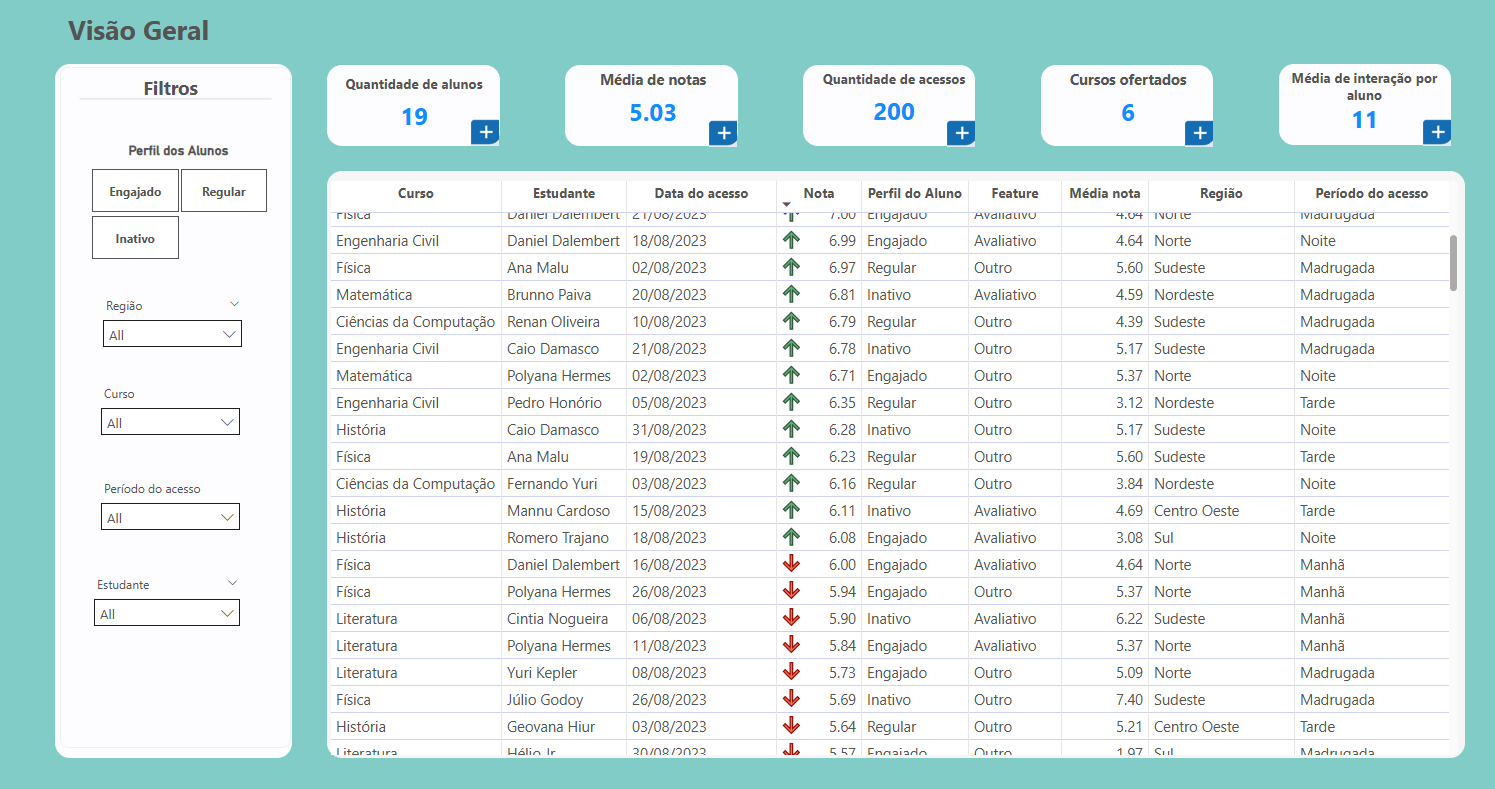 Visão Geral
Filtros
Perfil dos Alunos
Engajado Regular
Inativo
Região
All
Curso
All
Período do acesso
All
Estudante
All
Quantidade de alunos
19
+
Média de notas
5.03
+
Quantidade de acessos
200
+
Cursos ofertados
6
+
Média de interação por
aluno
11
+
Curso Estudante Data do acesso Nota Perfil do Aluno Feature Média nota Região Período do acesso
Física Daniel Dalembert 21/08/2023 7.00 Engajado Avaliativo 4.64 Norte Madrugada
Engenharia Civil Daniel Dalembert 18/08/2023 6.99 Engajado Avaliativo 4.64 Norte Noite
Física Ana Malu 02/08/2023 6.97 Regular Outro 5.60 Sudeste Madrugada
Matemática Brunno Paiva 20/08/2023 6.81 Inativo Avaliativo 4.59 Nordeste Madrugada
Ciências da Computação Renan Oliveira 10/08/2023 6.79 Regular Outro 4.39 Sudeste Madrugada
Engenharia Civil Caio Damasco 21/08/2023 6.78 Inativo Outro 5.17 Sudeste Madrugada
Matemática Polyana Hermes 02/08/2023 6.71 Engajado Outro 5.37 Norte Noite
Engenharia Civil Pedro Honório 05/08/2023 6.35 Regular Outro 3.12 Nordeste Tarde
História Caio Damasco 31/08/2023 6.28 Inativo Outro 5.17 Sudeste Noite
Física Ana Malu 19/08/2023 6.23 Regular Outro 5.60 Sudeste Tarde
Ciências da Computação Fernando Yuri 03/08/2023 6.16 Regular Outro 3.84 Nordeste Noite
História Mannu Cardoso 15/08/2023 6.11 Inativo Avaliativo 4.69 Centro Oeste Tarde
História Romero Trajano 18/08/2023 6.08 Engajado Avaliativo 3.08 Sul Noite
Física Daniel Dalembert 16/08/2023 6.00 Engajado Avaliativo 4.64 Norte Manhã
Física Polyana Hermes 26/08/2023 5.94 Engajado Outro 5.37 Norte Manhã
Literatura Cintia Nogueira 06/08/2023 5.90 Inativo Avaliativo 6.22 Sudeste Manhã
Literatura Polyana Hermes 11/08/2023 5.84 Engajado Avaliativo 5.37 Norte Manhã
Literatura Yuri Kepler 08/08/2023 5.73 Engajado Outro 5.09 Norte Madrugada
Física Júlio Godoy 26/08/2023 5.69 Inativo Outro 7.40 Sudeste Madrugada
História Geovana Hiur 03/08/2023 5.64 Regular Outro 5.21 Centro Oeste Tarde
Literatura Hélio Jr 30/08/2023 5.57 Engajado Outro 1.97 Sul Madrugada